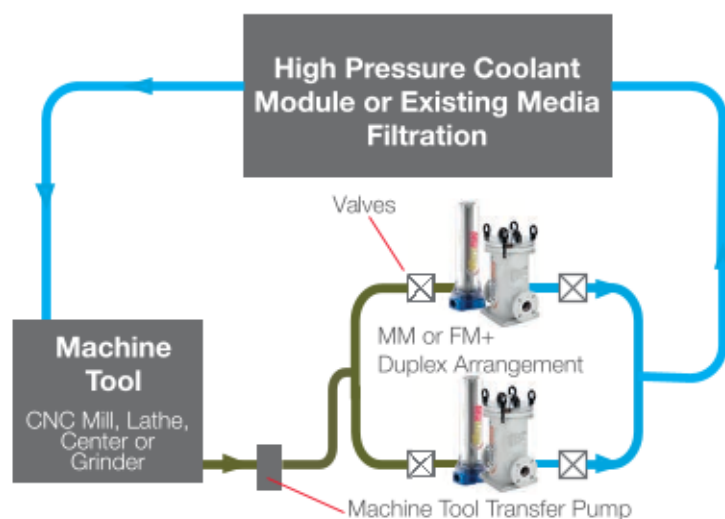 High Pressure Coolant
Module or Existing Media
Filtration
Valves
MM or FM+
Duplex Arrangement
Machine
Tool
CNC Mill, Lathe,
Center or
Grinder
Machine Tool Transfer Pump